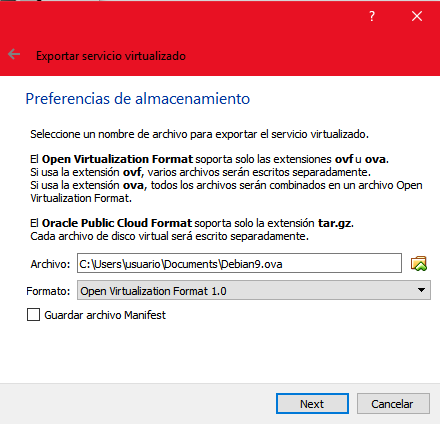 Exportar servicio virtualizado
Preferencias de almacenamiento
Seleccione un nombre de archivo para exportar el servicio virtualizado.
El Open Virtualization Format soporta solo las extensiones ovf u ova.
Si usa la extensión ovf, varios archivos serán escritos separadamente.
Si usa la extensión ova, todos los archivos serán combinados en un archivo Open
Virtualization Format.
El Oracle Public Cloud Format soporta solo la extensión tar.gz.
Cada archivo de disco virtual será escrito separadamente.
Archivo: C:\Users\usuario\Documents\Debian9.ova
Formato: Open Virtualization Format 1.0
Guardar archivo Manifest
Next Cancelar